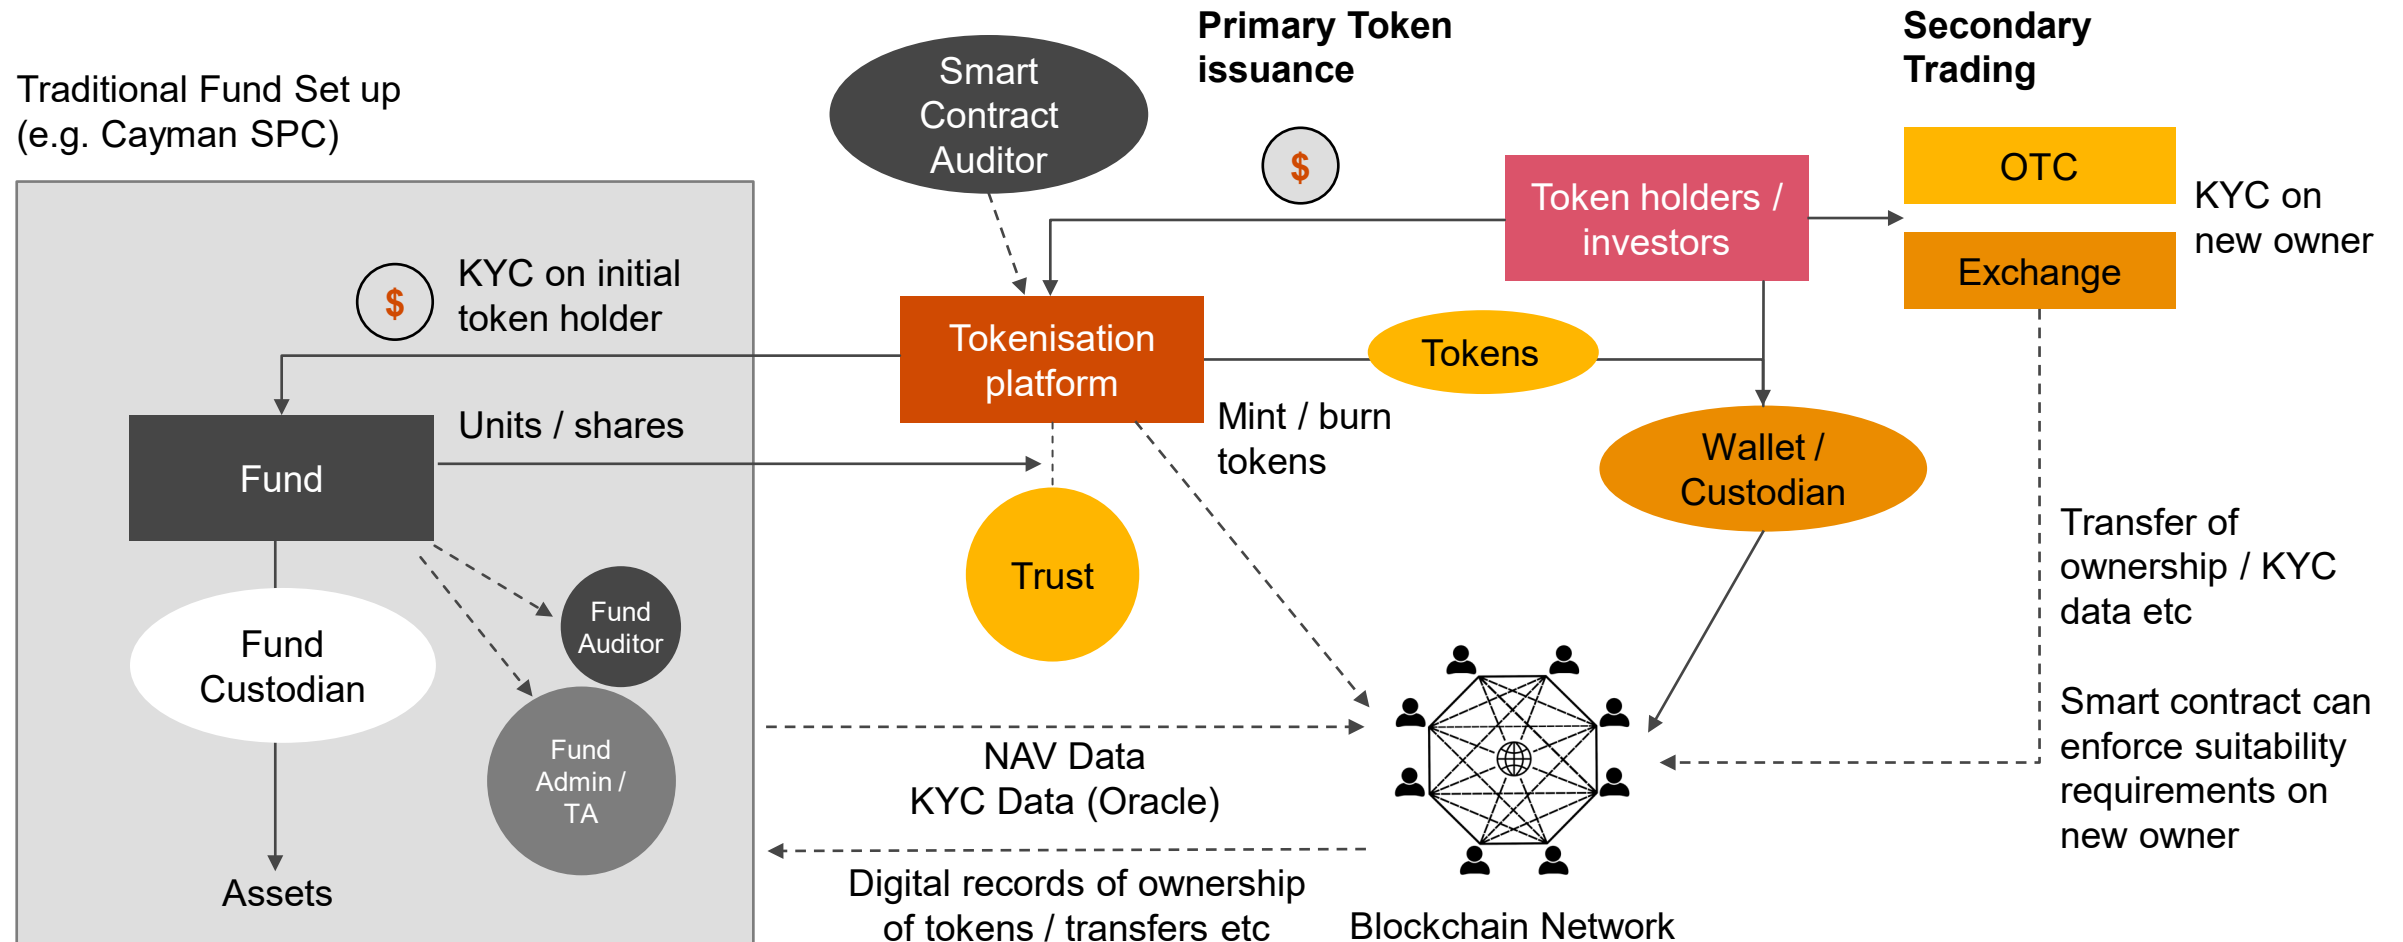 Traditional Fund Set up
(e.g. Cayman SPC)
Smart
Contract
Auditor
Primary Token
issuance
Secondary
Trading
$
Token holders /
investors
OTC
Exchange
KYC on
new owner
$
KYC on initial
token holder
Tokenisation
platform
Tokens
Units / shares
Mint / burn
tokens
Fund
Wallet /
Custodian
Trust
Transfer of
ownership / KYC
data etc
Fund
Auditor
Fund
Custodian
Fund
Admin /
TA
NAV Data
KYC Data (Oracle)
Smart contract can
enforce suitability
requirements on
new owner
Assets
Digital records of ownership
of tokens / transfers etc
Blockchain Network